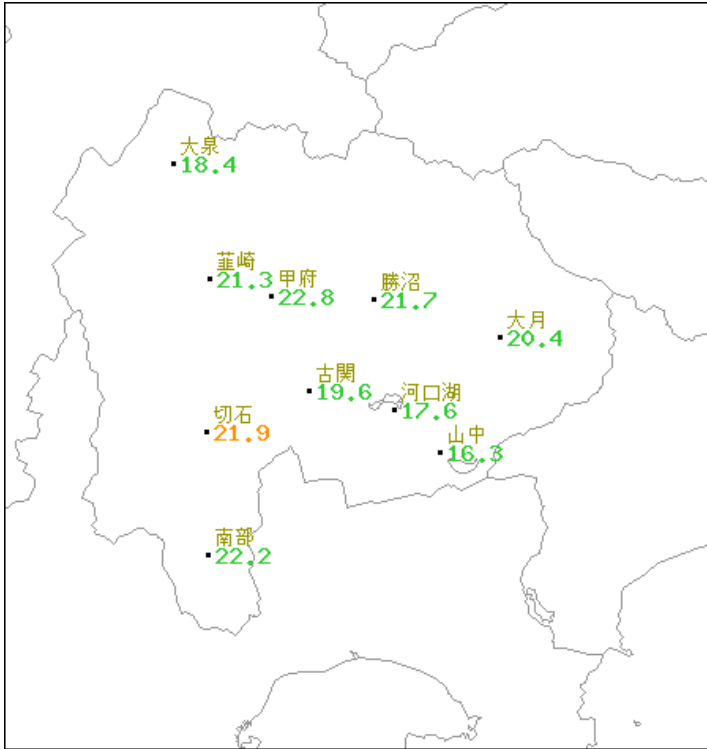 大泉
18.4
韮崎
21.3
甲府
22.8
勝沼
21.7
大月
20.4
古関
19.6
河口湖
17.6
切石
21.9
山中
16.3
南部
22.2